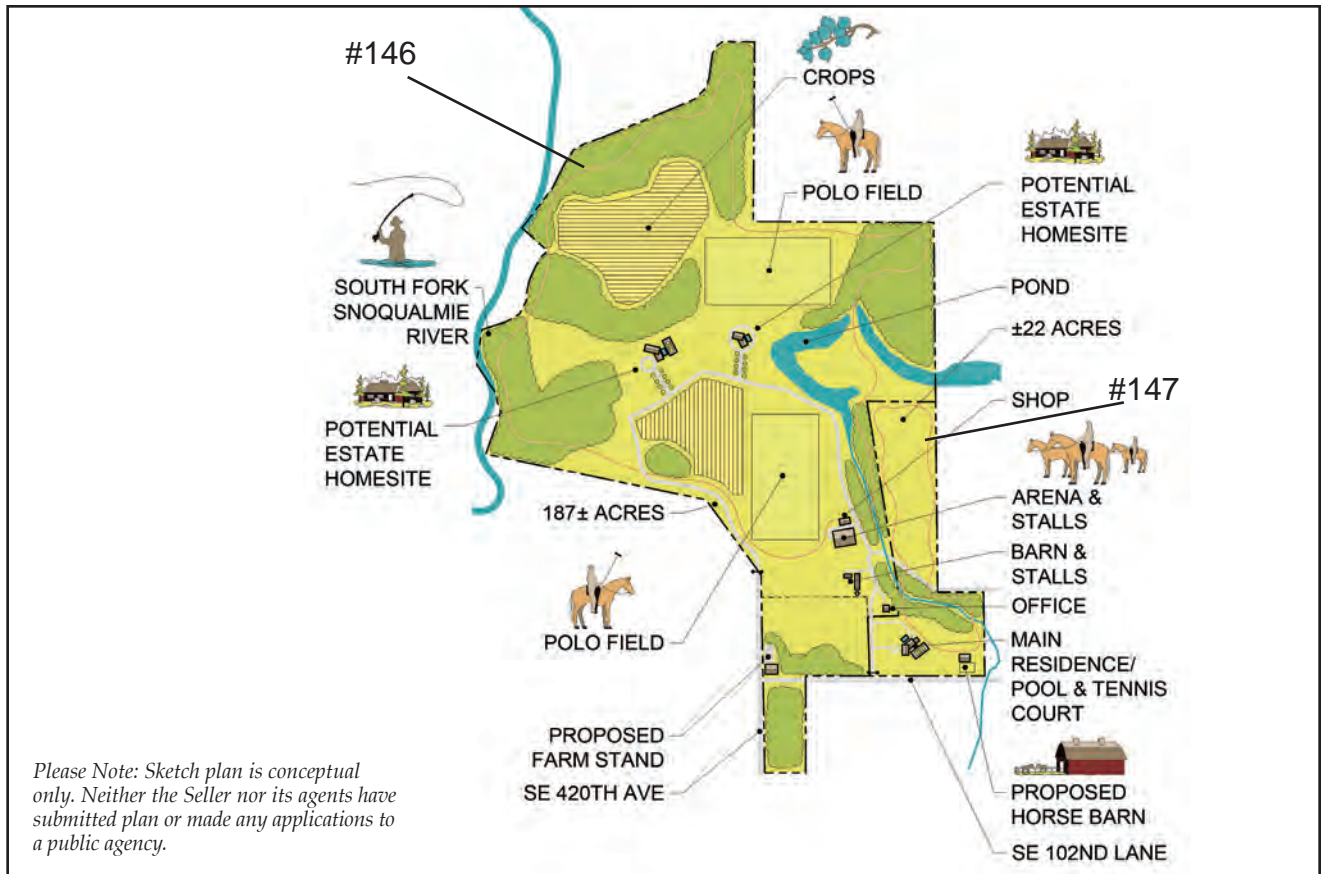 #146
CROPS
POLO FIELD
POTENTIAL
ESTATE
HOMESITE
SOUTH FORK
SNOQUALMIE
RIVER
POND
±22 ACRES
SHOP
#147
POTENTIAL
ESTATE
HOMESITE
187± ACRES
ARENA &
STALLS
BARN &
STALLS
OFFICE
POLO FIELD
MAIN
RESIDENCE/
POOL & TENNIS
COURT
PROPOSED
FARM STAND
SE 420TH AVE
PROPOSED
HORSE BARN
SE 102ND LANE
Please Note: Sketch plan is conceptual
only. Neither the Seller nor its agents have
submitted plan or made any applications to
a public agency.